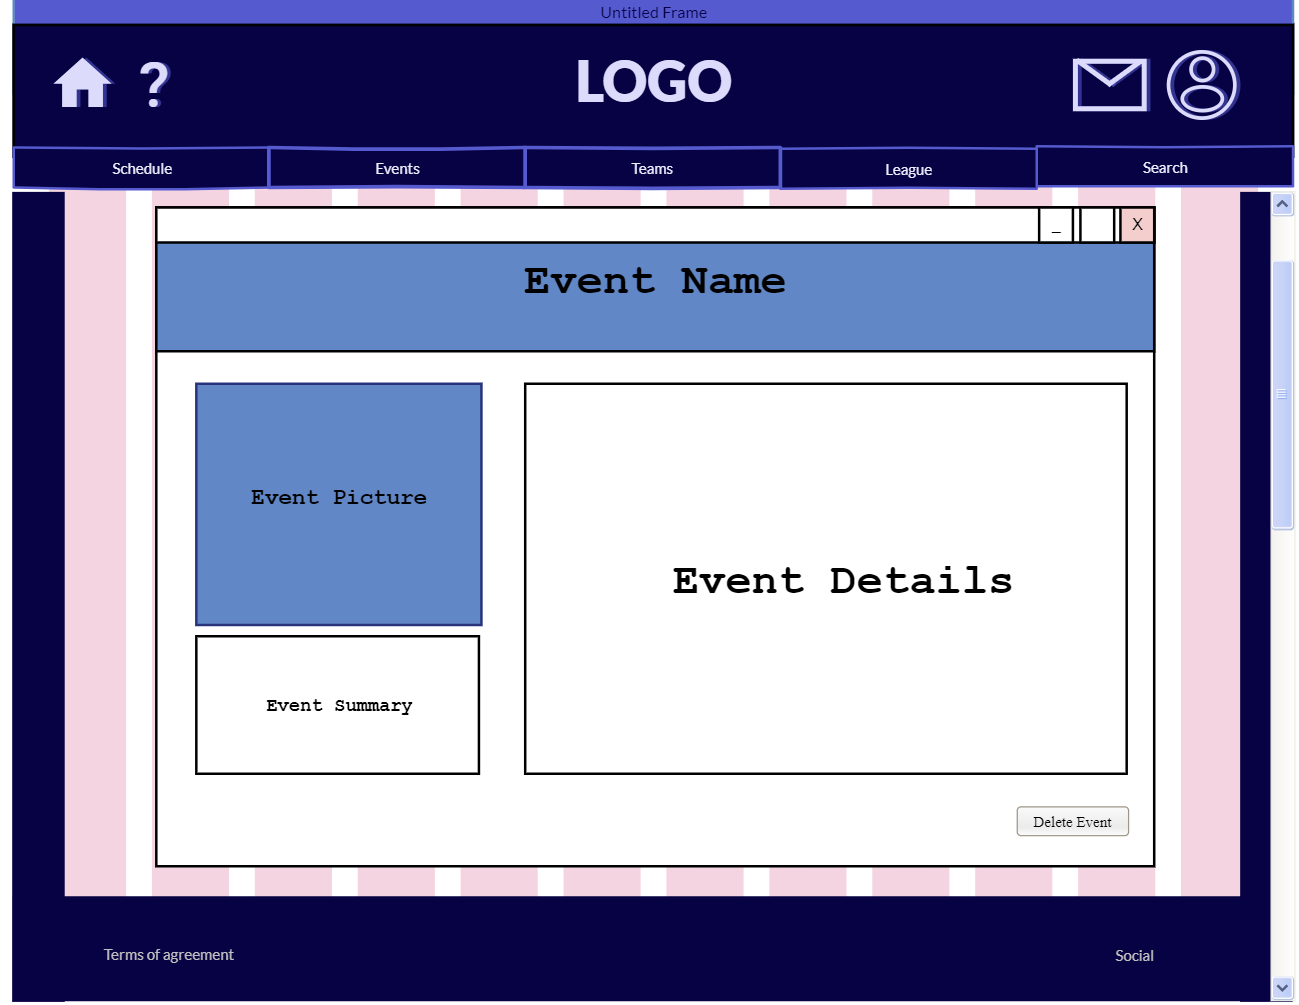 Untitled Frame
?
LOGO
Schedule
Events
Teams
League
Search
_
X
Event Name
Event Picture
Event Details
Event Summary
Delete Event
Terms of agreement
Social